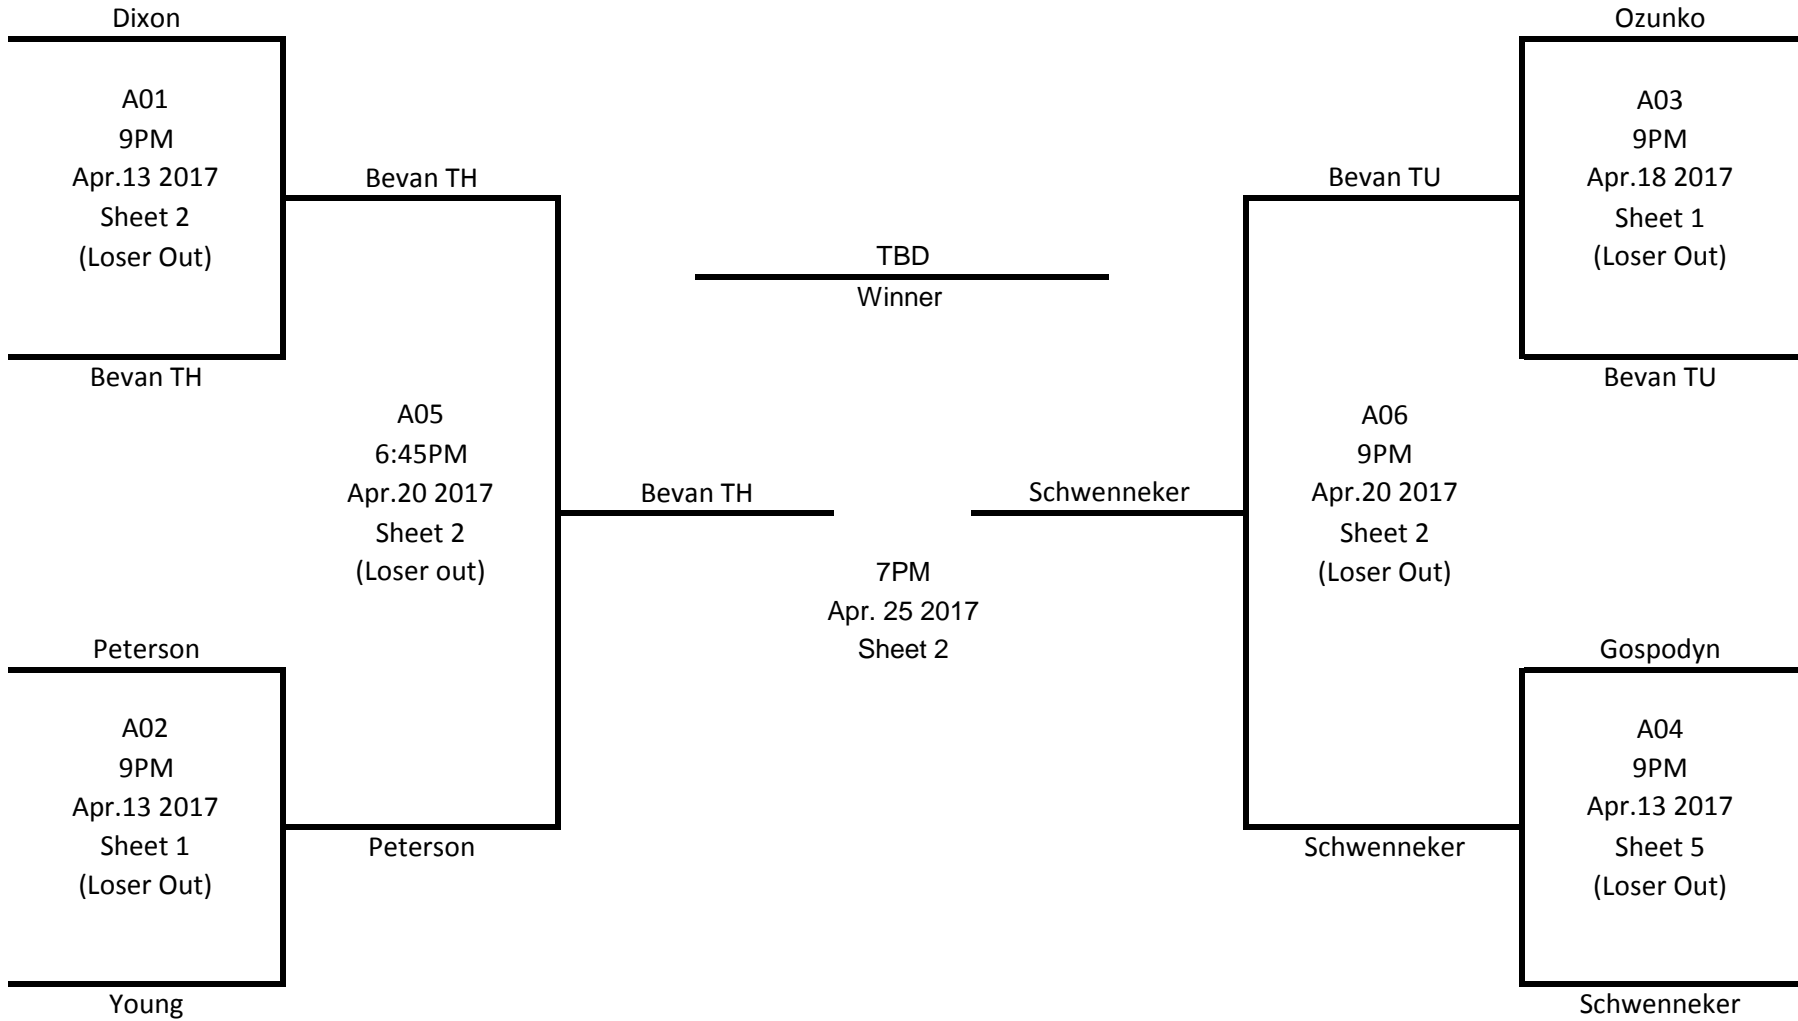 Dixon
A01
9PM
Apr.13 2017
Sheet 2
(Loser Out)
Bevan TH
Bevan TH
A05
6:45PM
Apr.20 2017
Sheet 2
(Loser out)
Peterson
A02
9PM
Apr.13 2017
Sheet 1
(Loser Out)
Young
Peterson
Bevan TH
TBD
Winner
7PM
Apr. 25 2017
Sheet 2
Schwenneker
Bevan TU
A06
9PM
Apr.20 2017
Sheet 2
(Loser Out)
Schwenneker
Ozunko
A03
9PM
Apr.18 2017
Sheet 1
(Loser Out)
Bevan TU
Gospodyn
A04
9PM
Apr.13 2017
Sheet 5
(Loser Out)
Schwenneker